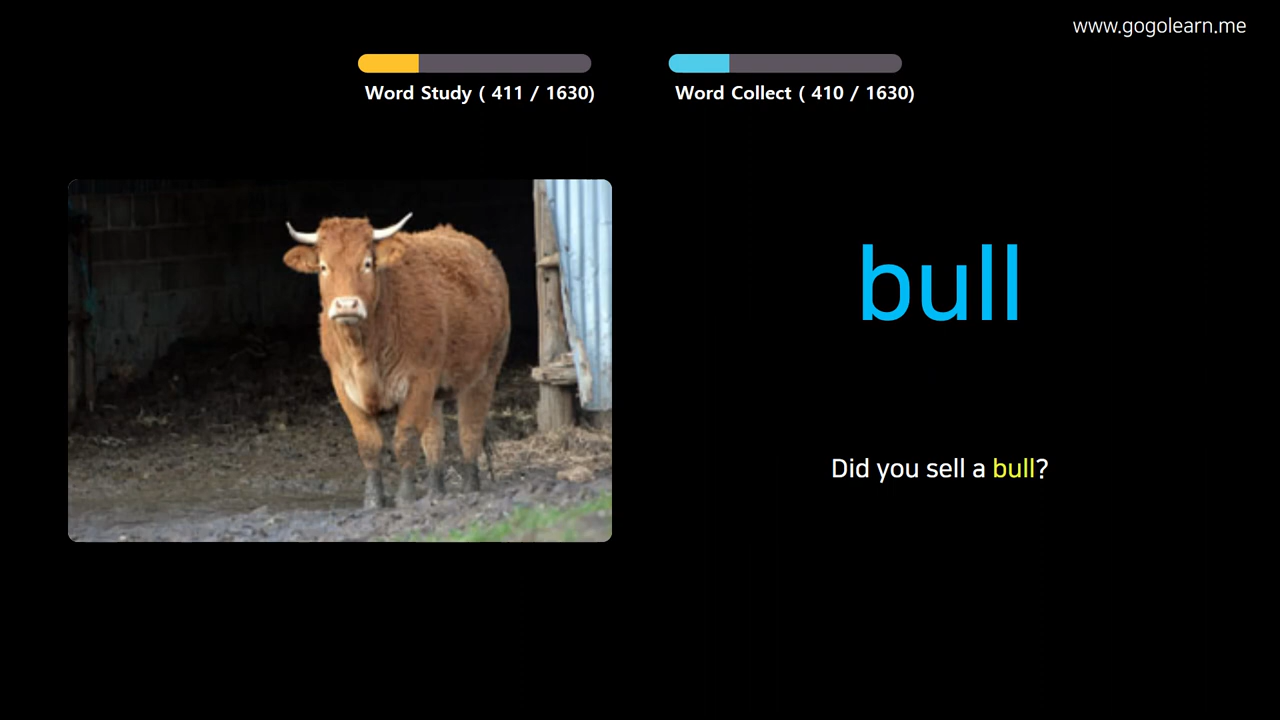 www.gogolearn.me
Word Study ( 411 / 1630)
Word Collect ( 410 / 1630)
bull
Did you sell a bull?